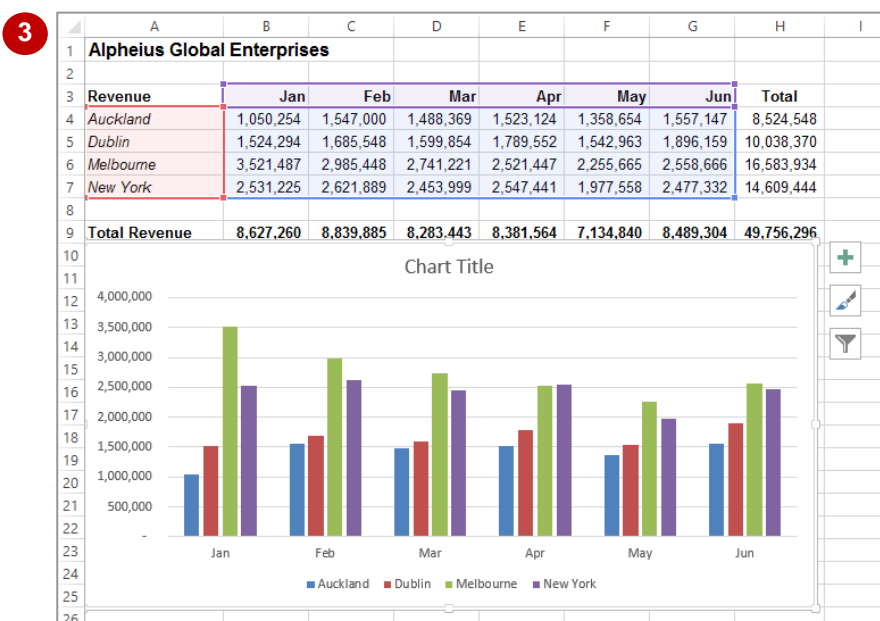 3
A B C D E F G H I
1 Alpheius Global Enterprises
2
3 Revenue Jan Feb Mar Apr May Jun Total
4 Auckland 1,050,254 1,547,000 1,488,369 1,523,124 1,358,654 1,557,147 8,524,548
5 Dublin 1,524,294 1,685,548 1,599,854 1,789,552 1,542,963 1,896,159 10,038,370
6 Melbourne 3,521,487 2,985,448 2,741,221 2,521,447 2,255,665 2,558,666 16,583,934
7 New York 2,531,225 2,621,889 2,453,999 2,547,441 1,977,558 2,477,332 14,609,444
8
9 Total Revenue 8,627,260 8,839,885 8,283,443 8,381,564 7,134,840 8,489,304 49,756,296
10
11
12
13
14
15
16
17
18
19
20
21
22
23
24
25
26
Chart Title
4,000,000
3,500,000
3,000,000
2,500,000
2,000,000
1,500,000
1,000,000
500,000
-
Jan Feb Mar Apr May Jun
Auckland Dublin Melbourne New York